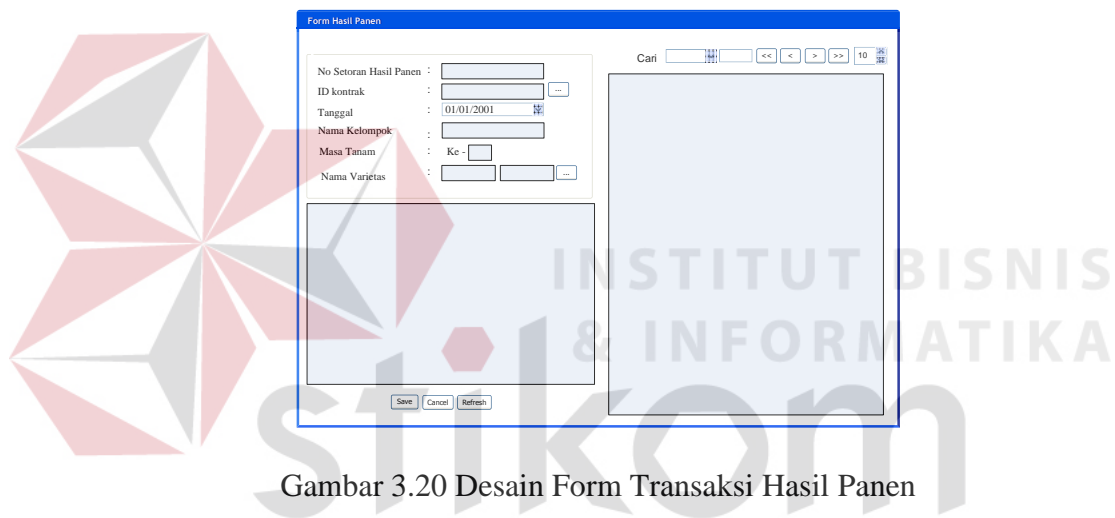 Form Hasil Panen
Cari << < > >> 10
No Setoran Hasil Panen :
ID kontrak : ...
Tanggal : 01/01/2001
Nama Kelompok :
Masa Tanam : Ke -
Nama Varietas : ...
Save Cancel Refresh
INSTITUT BISNIS
& INFORMATIKA
stikom
Gambar 3.20 Desain Form Transaksi Hasil Panen